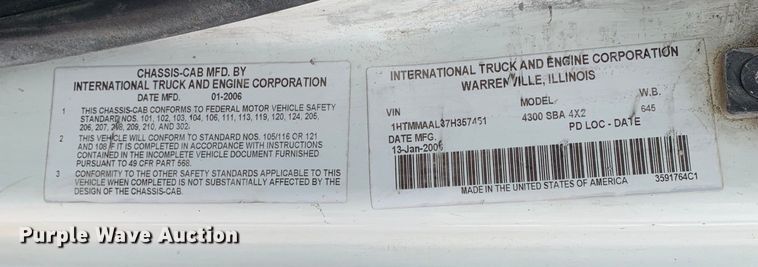 CHASSIS-CAB MFD. BY
INTERNATIONAL TRUCK AND ENGINE CORPORATION
DATE MFD. 01-2006
1 THIS CHASSIS-CAB CONFORMS TO FEDERAL MOTOR VEHICLE SAFETY
STANDARD NOS. 101, 102, 103, 104, 106, 111, 113, 119, 120, 124, 205,
206, 207, 208, 209, 210, AND 302.
2 THIS VEHICLE WILL CONFORM TO STANDARD NOS. 105/116 OR 121
AND 108 IF IT IS COMPLETED IN ACCORDANCE WITH INSTRUCTIONS
CONTAINED IN THE INCOMPLETE VEHICLE DOCUMENT FURNISHED
PURSUANT TO 49 CFR PART 568.
3 CONFORMITY TO THE OTHER SAFETY STANDARDS APPLICABLE TO
THIS VEHICLE WHEN COMPLETED IS NOT SUBSTANTIALLY AFFECTED BY THE
DESIGN OF THE CHASSIS-CAB.
INTERNATIONAL TRUCK AND ENGINE CORPORATION
WARRENVILLE, ILLINOIS
VIN MODEL W.B.
1HTMMAAL37H357451 4300 SBA 4X2 645
DATE MFG. PD LOC - DATE
13-Jan-2006
MADE IN THE UNITED STATES OF AMERICA 3591764C1
Purple Wave Auction